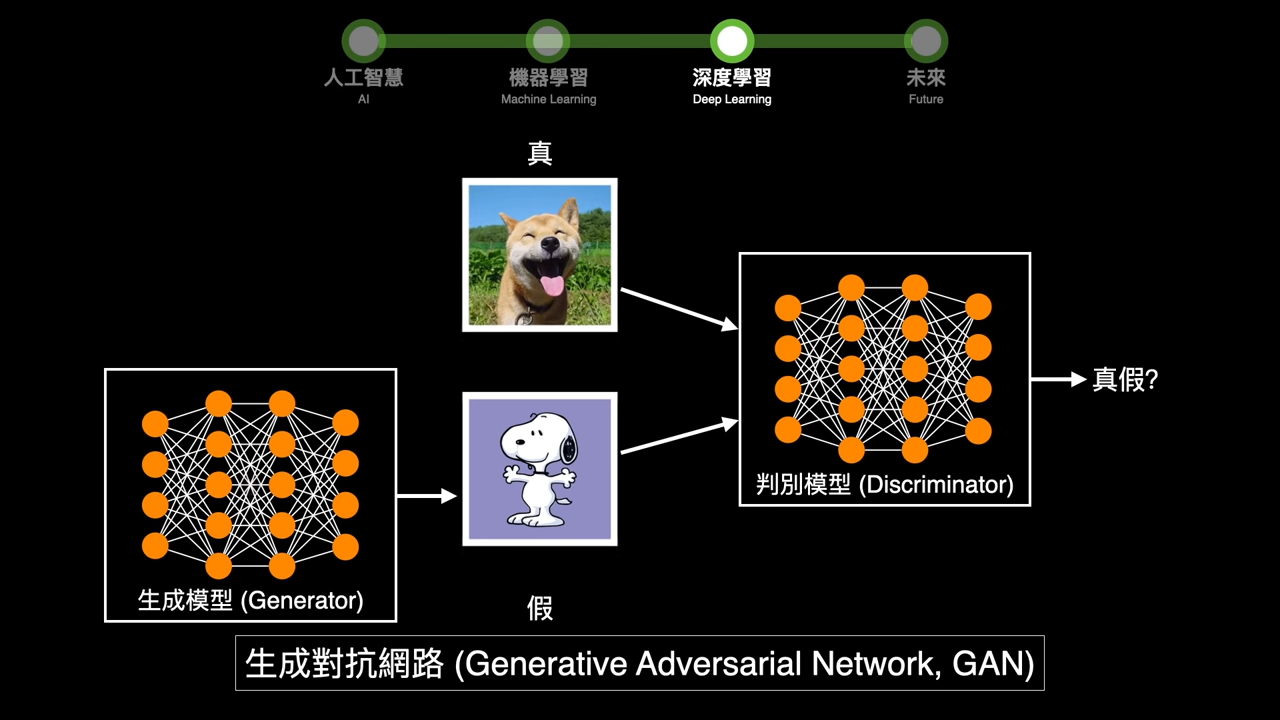 人工智慧
AI
機器學習
Machine Learning
深度學習
Deep Learning
未來
Future
真
假
生成模型 (Generator)
判別模型 (Discriminator)
真假?
生成對抗網路 (Generative Adversarial Network, GAN)